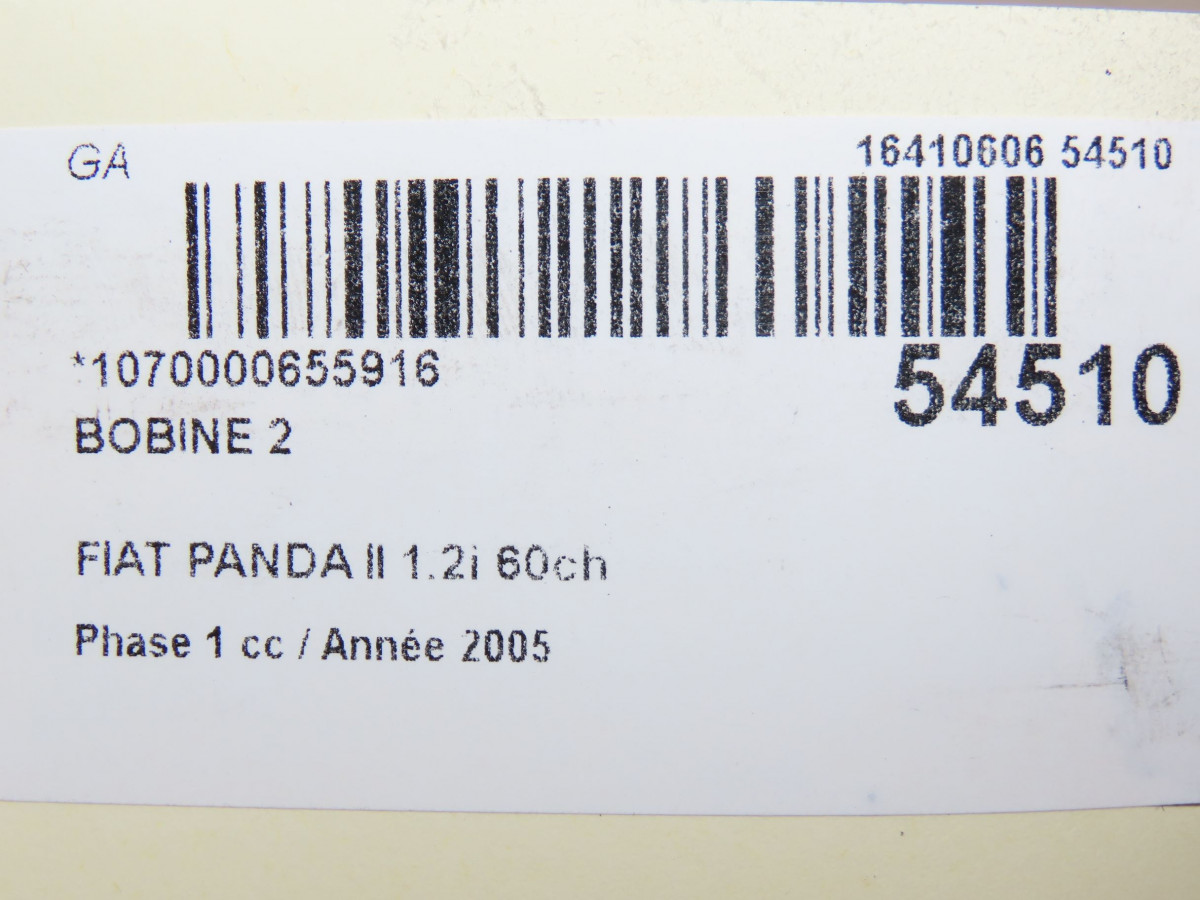 GA
16410606 54510
*1070000655916
54510
BOBINE 2
FIAT PANDA II 1.2i 60ch
Phase 1 cc / Année 2005